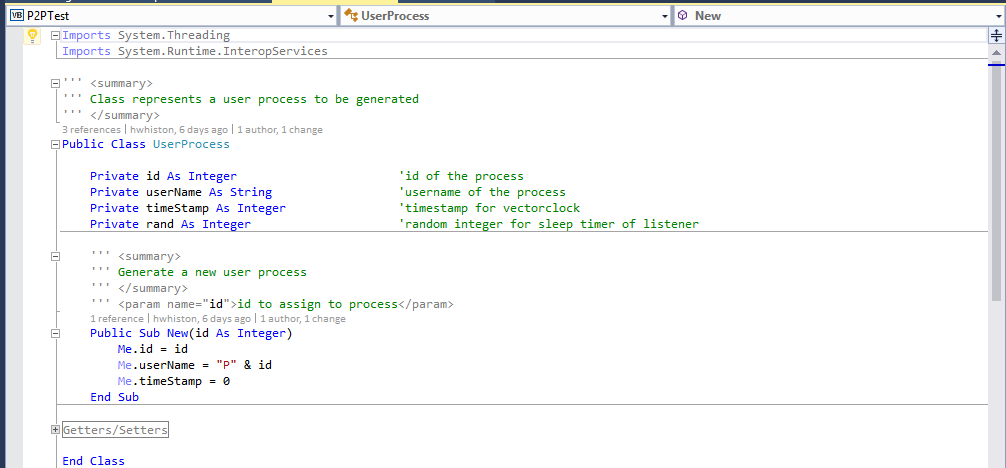 VB P2PTest
UserProcess
New
Imports System.Threading
Imports System.Runtime.InteropServices
''' <summary>
''' Class represents a user process to be generated
''' </summary>
3 references | hwhiston, 6 days ago | 1 author, 1 change
Public Class UserProcess
Private id As Integer 'id of the process
Private userName As String 'username of the process
Private timeStamp As Integer 'timestamp for vectorclock
Private rand As Integer 'random integer for sleep timer of listener
''' <summary>
''' Generate a new user process
''' </summary>
''' <param name="id">id to assign to process</param>
1 reference | hwhiston, 6 days ago | 1 author, 1 change
Public Sub New(id As Integer)
Me.id = id
Me.userName = "P" & id
Me.timeStamp = 0
End Sub
Getters/Setters
End Class